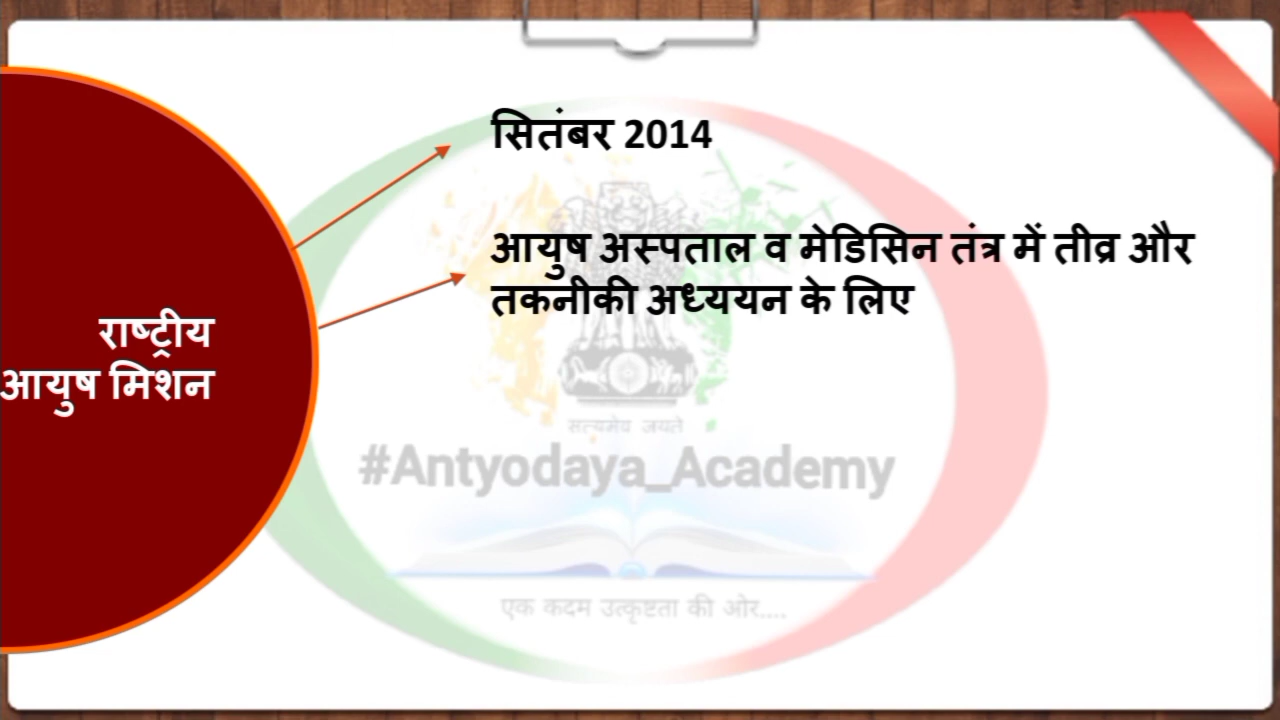 सितंबर 2014
आयुष अस्पताल व मेडिसिन तंत्र में तीव्र और
तकनीकी अध्ययन के लिए
राष्ट्रीय
आयुष मिशन
सत्यमेव जयते
#Antyodaya_Academy
एक कदम उत्कृष्टता की ओर....